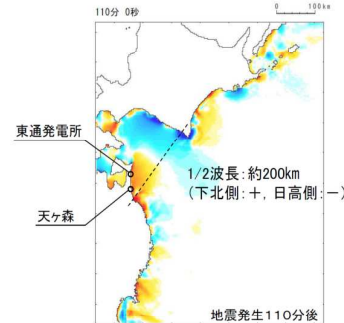 110分 0秒
0 100km
東通発電所
1/2波長:約200km
(下北側:+, 日高側:-)
天ヶ森
地震発生110分後